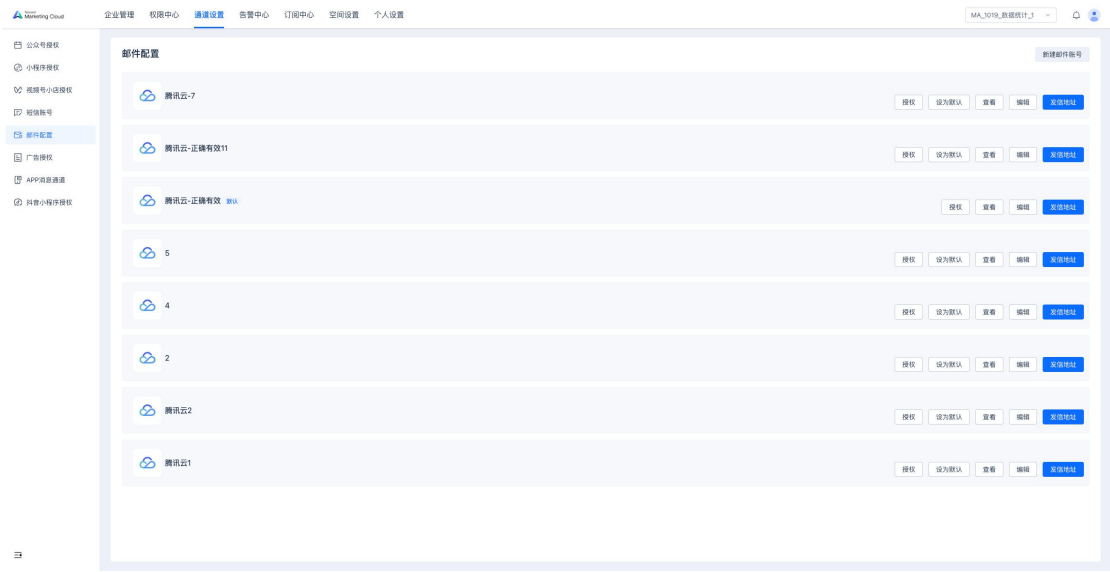 Tencent
Marketing Cloud
企业管理 权限中心 通道设置 告警中心 订阅中心 空间设置 个人设置
MA_1019_数据统计_1
公众号授权
小程序授权
视频号小店授权
短信账号
邮件配置
广告授权
APP消息通道
抖音小程序授权
邮件配置
新建邮件账号
腾讯云-7
授权 设为默认 查看 编辑 发信地址
腾讯云-正确有效11
授权 设为默认 查看 编辑 发信地址
腾讯云-正确有效 默认
授权 查看 编辑 发信地址
5
授权 设为默认 查看 编辑 发信地址
4
授权 设为默认 查看 编辑 发信地址
2
授权 设为默认 查看 编辑 发信地址
腾讯云2
授权 设为默认 查看 编辑 发信地址
腾讯云1
授权 设为默认 查看 编辑 发信地址